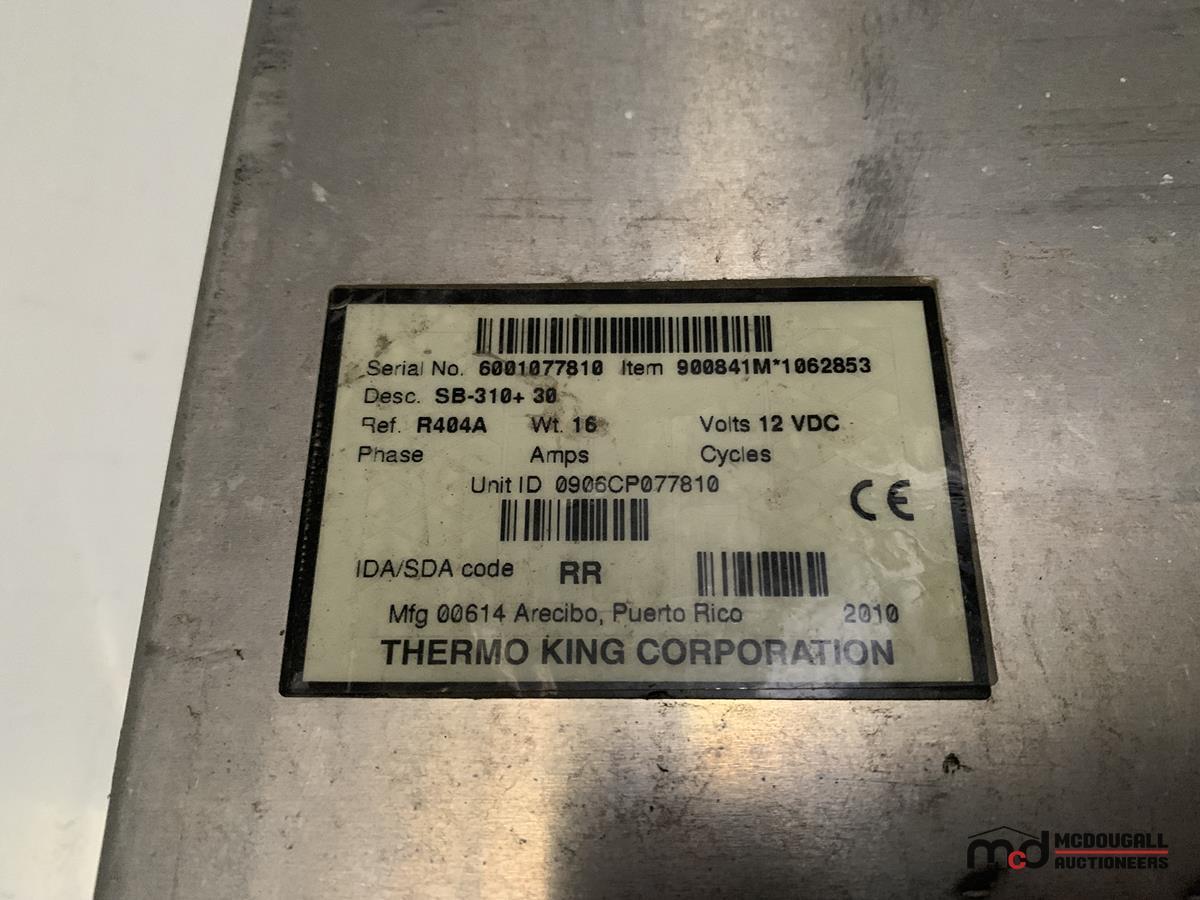 Serial No. 6001077810 Item 900841M*1062853
Desc. SB-310+ 30
Ref. R404A Wt. 16 Volts 12 VDC
Phase Amps Cycles
Unit ID 0906CP077810
CE
IDA/SDA code RR
Mfg 00614 Arecibo, Puerto Rico 2010
THERMO KING CORPORATION
mcd MCDOUGALL
AUCTIONEERS